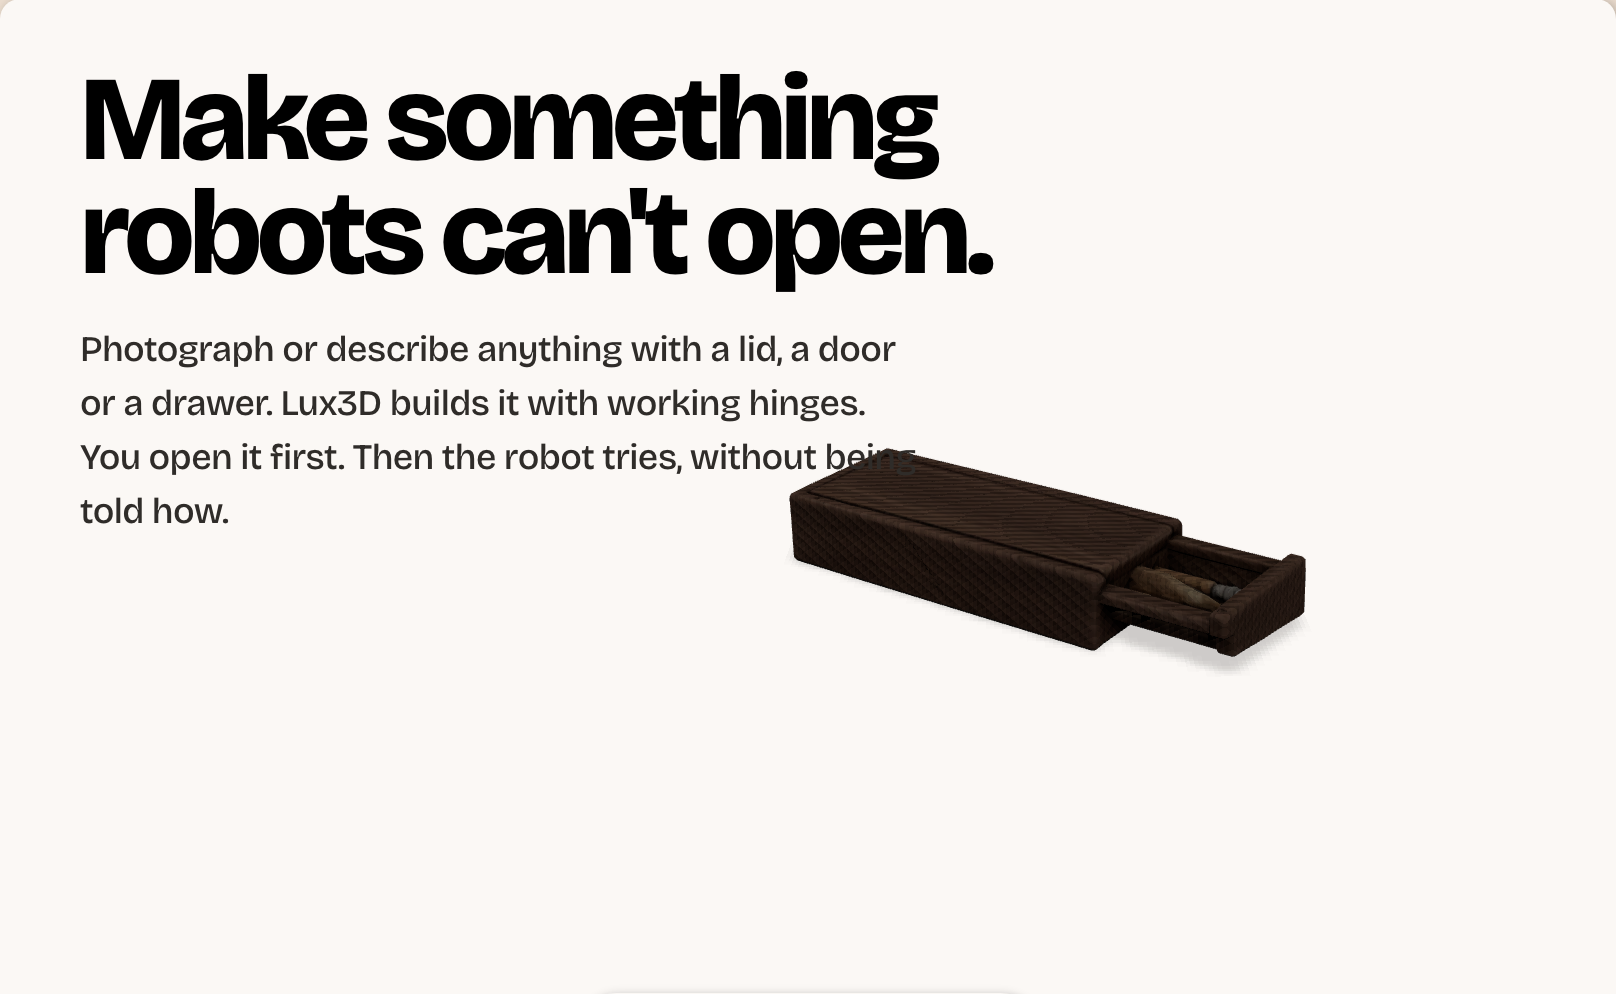 Make something
robots can't open.
Photograph or describe anything with a lid, a door
or a drawer. Lux3D builds it with working hinges.
You open it first. Then the robot tries, without being
told how.